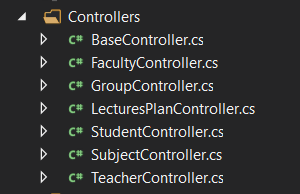 Controllers
C# BaseController.cs
C# FacultyController.cs
C# GroupController.cs
C# LecturesPlanController.cs
C# StudentController.cs
C# SubjectController.cs
C# TeacherController.cs